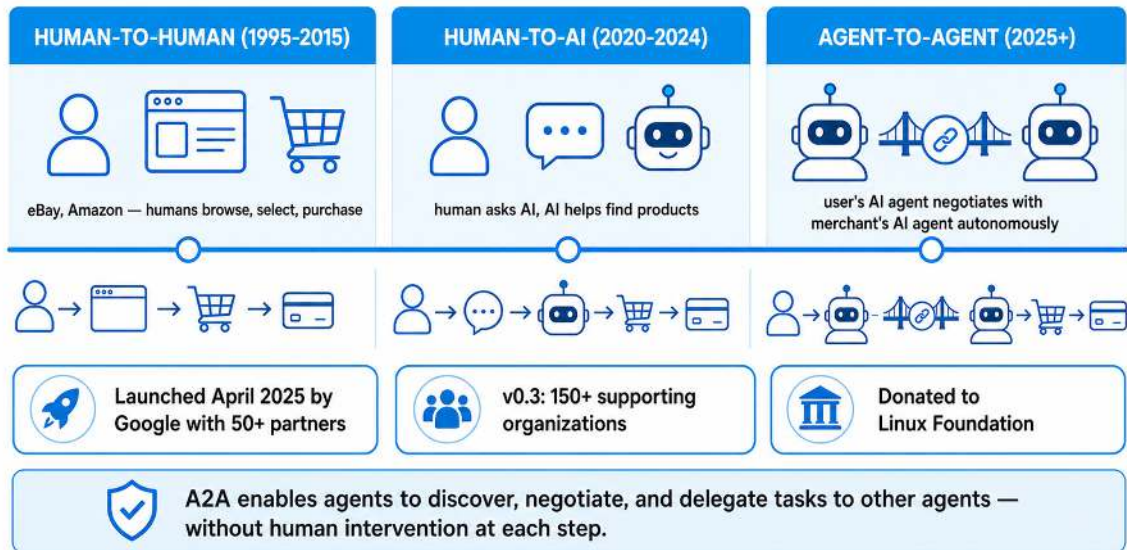 HUMAN-TO-HUMAN (1995-2015)
eBay, Amazon — humans browse, select, purchase
HUMAN-TO-AI (2020-2024)
human asks AI, AI helps find products
AGENT-TO-AGENT (2025+)
user's AI agent negotiates with
merchant's AI agent autonomously
Launched April 2025 by
Google with 50+ partners
v0.3: 150+ supporting
organizations
Donated to
Linux Foundation
A2A enables agents to discover, negotiate, and delegate tasks to other agents —
without human intervention at each step.